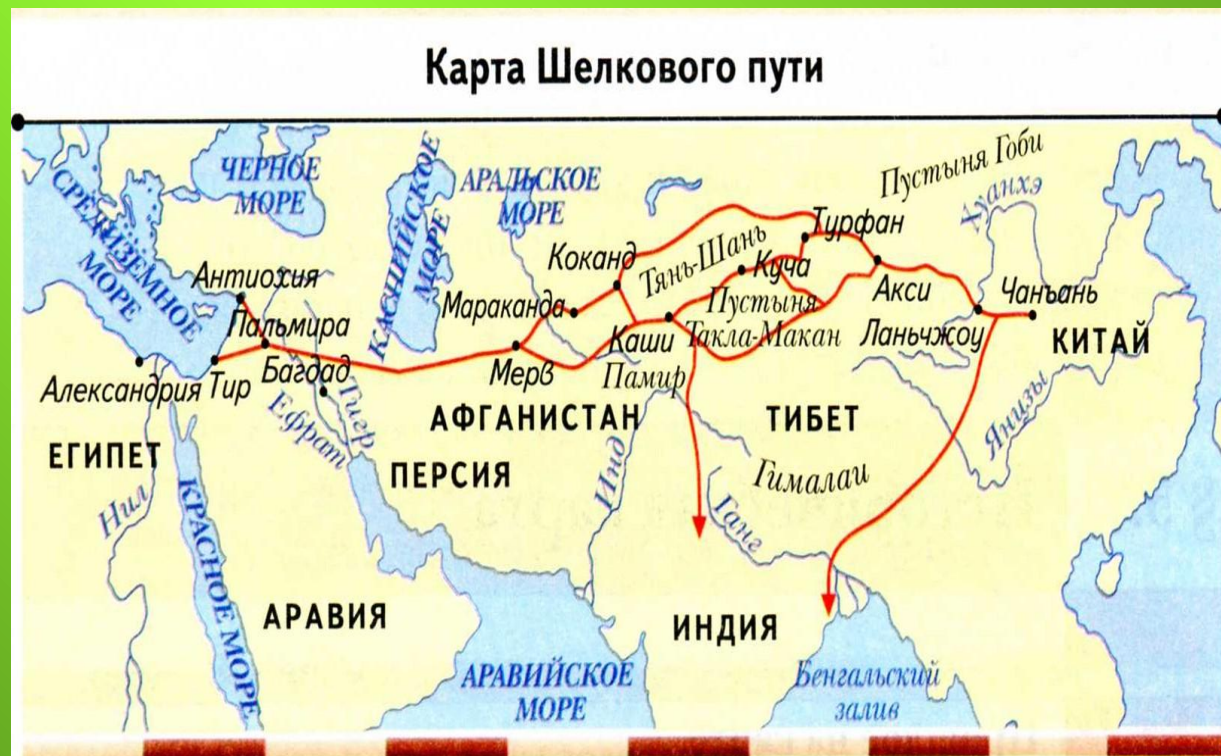 Карта Шелкового пути
ЧЕРНОЕ
МОРЕ
СРЕДИЗЕМНОЕ
МОРЕ
КАСПИЙСКОЕ
МОРЕ
АРАЛЬСКОЕ
МОРЕ
Пустыня Гоби
Хуанхэ
Турфан
Коканд
Тянь-Шань
Куча
Антиохия
Мараканда
Пустыня
Такла-Макан
Акси
Чанъань
Пальмира
Каши
Ланьчжоу
КИТАЙ
Александрия
Тир
Багдад
Мерв
Памир
Тигр
Ефрат
АФГАНИСТАН
ТИБЕТ
Янцзы
ЕГИПЕТ
ПЕРСИЯ
Инд
Гималаи
Нил
Ганг
КРАСНОЕ МОРЕ
АРАВИЯ
ИНДИЯ
АРАВИЙСКОЕ
МОРЕ
Бенгальский
залив